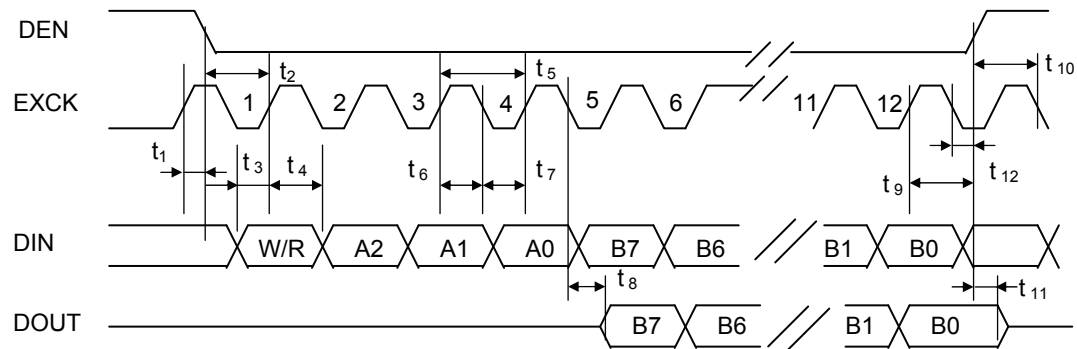 DEN
t2
t5
t10
EXCK
1 2 3 4 5 6 11 12
t1 t3 t4 t6 t7 t9 t12
DIN W/R A2 A1 A0 B7 B6 B1 B0
t8 t11
DOUT B7 B6 B1 B0